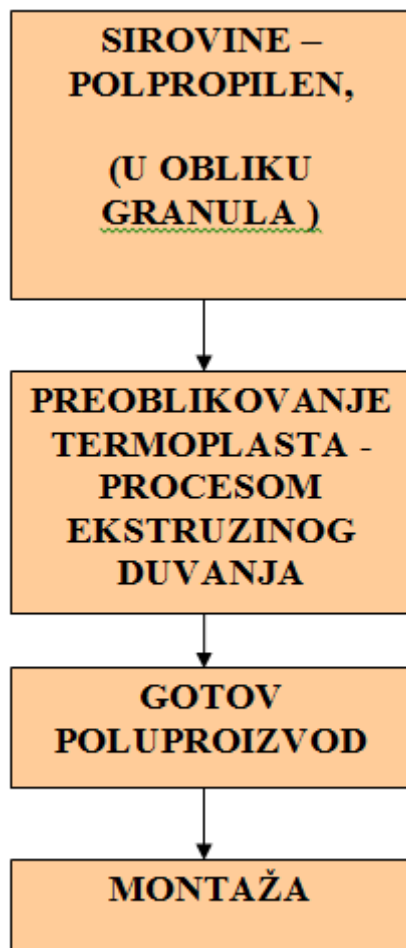 SIROVINE –
POLPROPILEN,
(U OBLIKU
GRANULA )
PREOBLIKOVANJE
TERMOPLASTA -
PROCESOM
EKSTRUZINOG
DUVANJA
GOTOV
POLUPROIZVOD
MONTAŽA